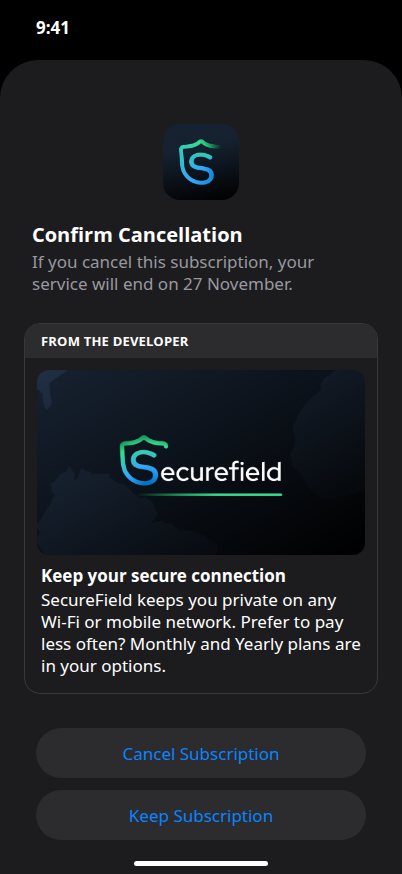 9:41
Confirm Cancellation
If you cancel this subscription, your
service will end on 27 November.
FROM THE DEVELOPER
Securefield
Keep your secure connection
SecureField keeps you private on any
Wi-Fi or mobile network. Prefer to pay
less often? Monthly and Yearly plans are
in your options.
Cancel Subscription
Keep Subscription